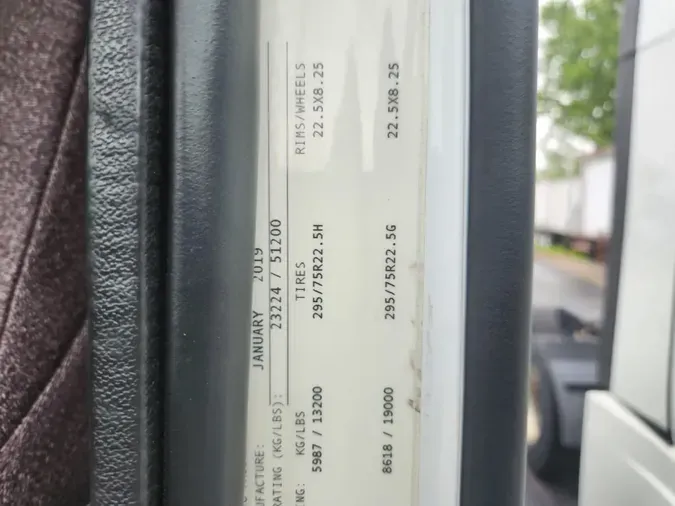 UFACTURE: JANUARY 2019
RATING (KG/LBS): 23224 / 51200
NG: KG/LBS TIRES RIMS/WHEELS
5987 / 13200 295/75R22.5H 22.5X8.25
8618 / 19000 295/75R22.5G 22.5X8.25